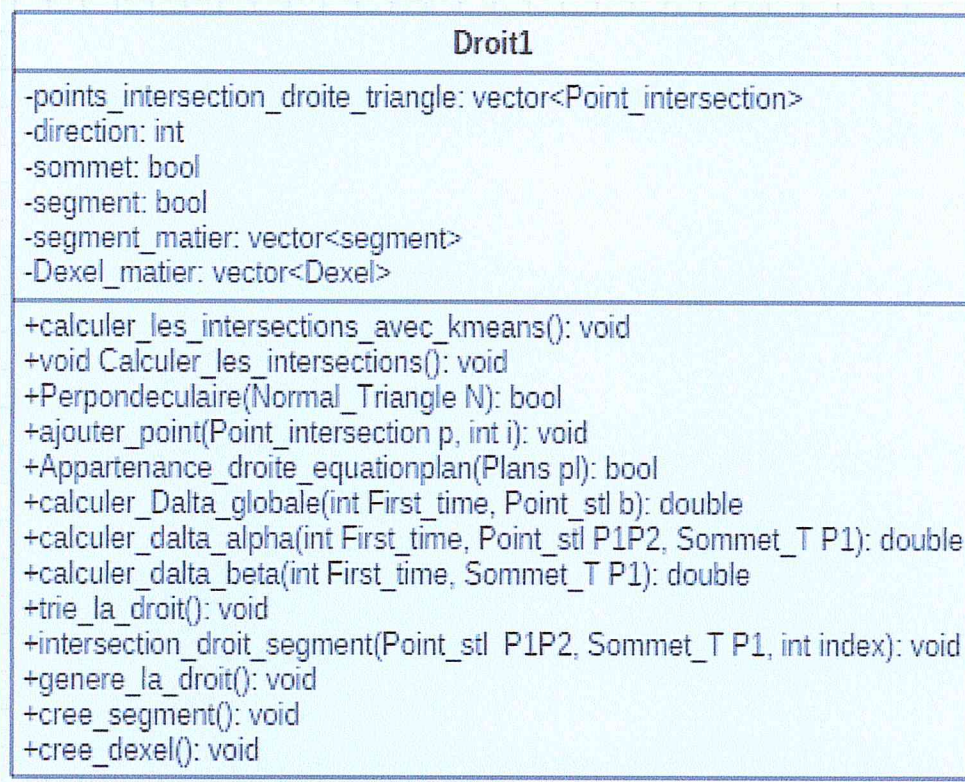 Droit1
-points_intersection_droite_triangle: vector<Point_intersection>
-direction: int
-sommet: bool
-segment: bool
-segment_matier: vector<segment>
-Dexel_matier: vector<Dexel>
+calculer_les_intersections_avec_kmeans(): void
+void Calculer_les_intersections(): void
+Perpondeculaire(Normal_Triangle N): bool
+ajouter_point(Point_intersection p, int i): void
+Appartenance_droite_equationplan(Plans pl): bool
+calculer_Dalta_globale(int First_time, Point_stl b): double
+calculer_dalta_alpha(int First_time, Point_stl P1P2, Sommet_T P1): double
+calculer_dalta_beta(int First_time, Sommet_T P1): double
+trie_la_droit(): void
+intersection_droit_segment(Point_stl P1P2, Sommet_T P1, int index): void
+genere_la_droit(): void
+cree_segment(): void
+cree_dexel(): void